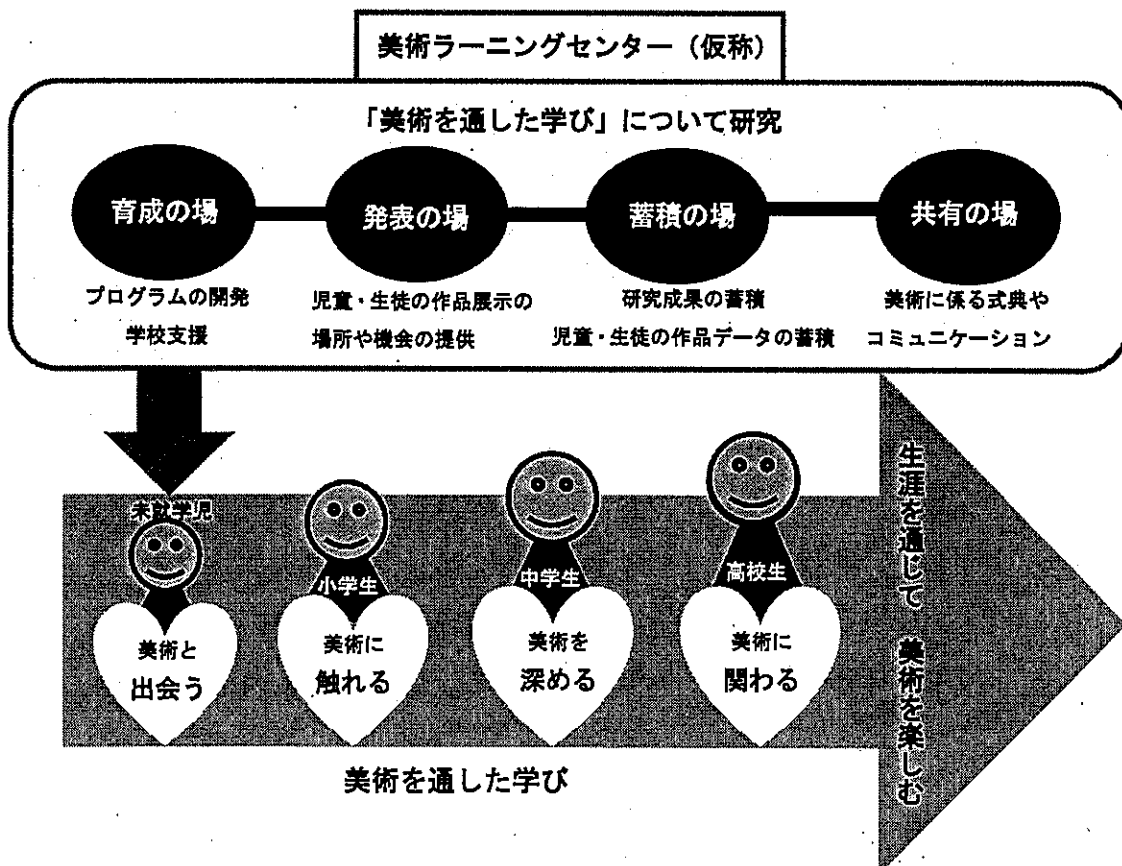 美術ラーニングセンター（仮称）
「美術を通した学び」について研究
育成の場
発表の場
蓄積の場
共有の場
プログラムの開発
学校支援
児童・生徒の作品展示の
場所や機会の提供
研究成果の蓄積
児童・生徒の作品データの蓄積
美術に係る式典や
コミュニケーション
未就学児
美術と
出会う
小学生
美術に
触れる
中学生
美術を
深める
高校生
美術に
関わる
生涯を通じて　美術を楽しむ
美術を通した学び